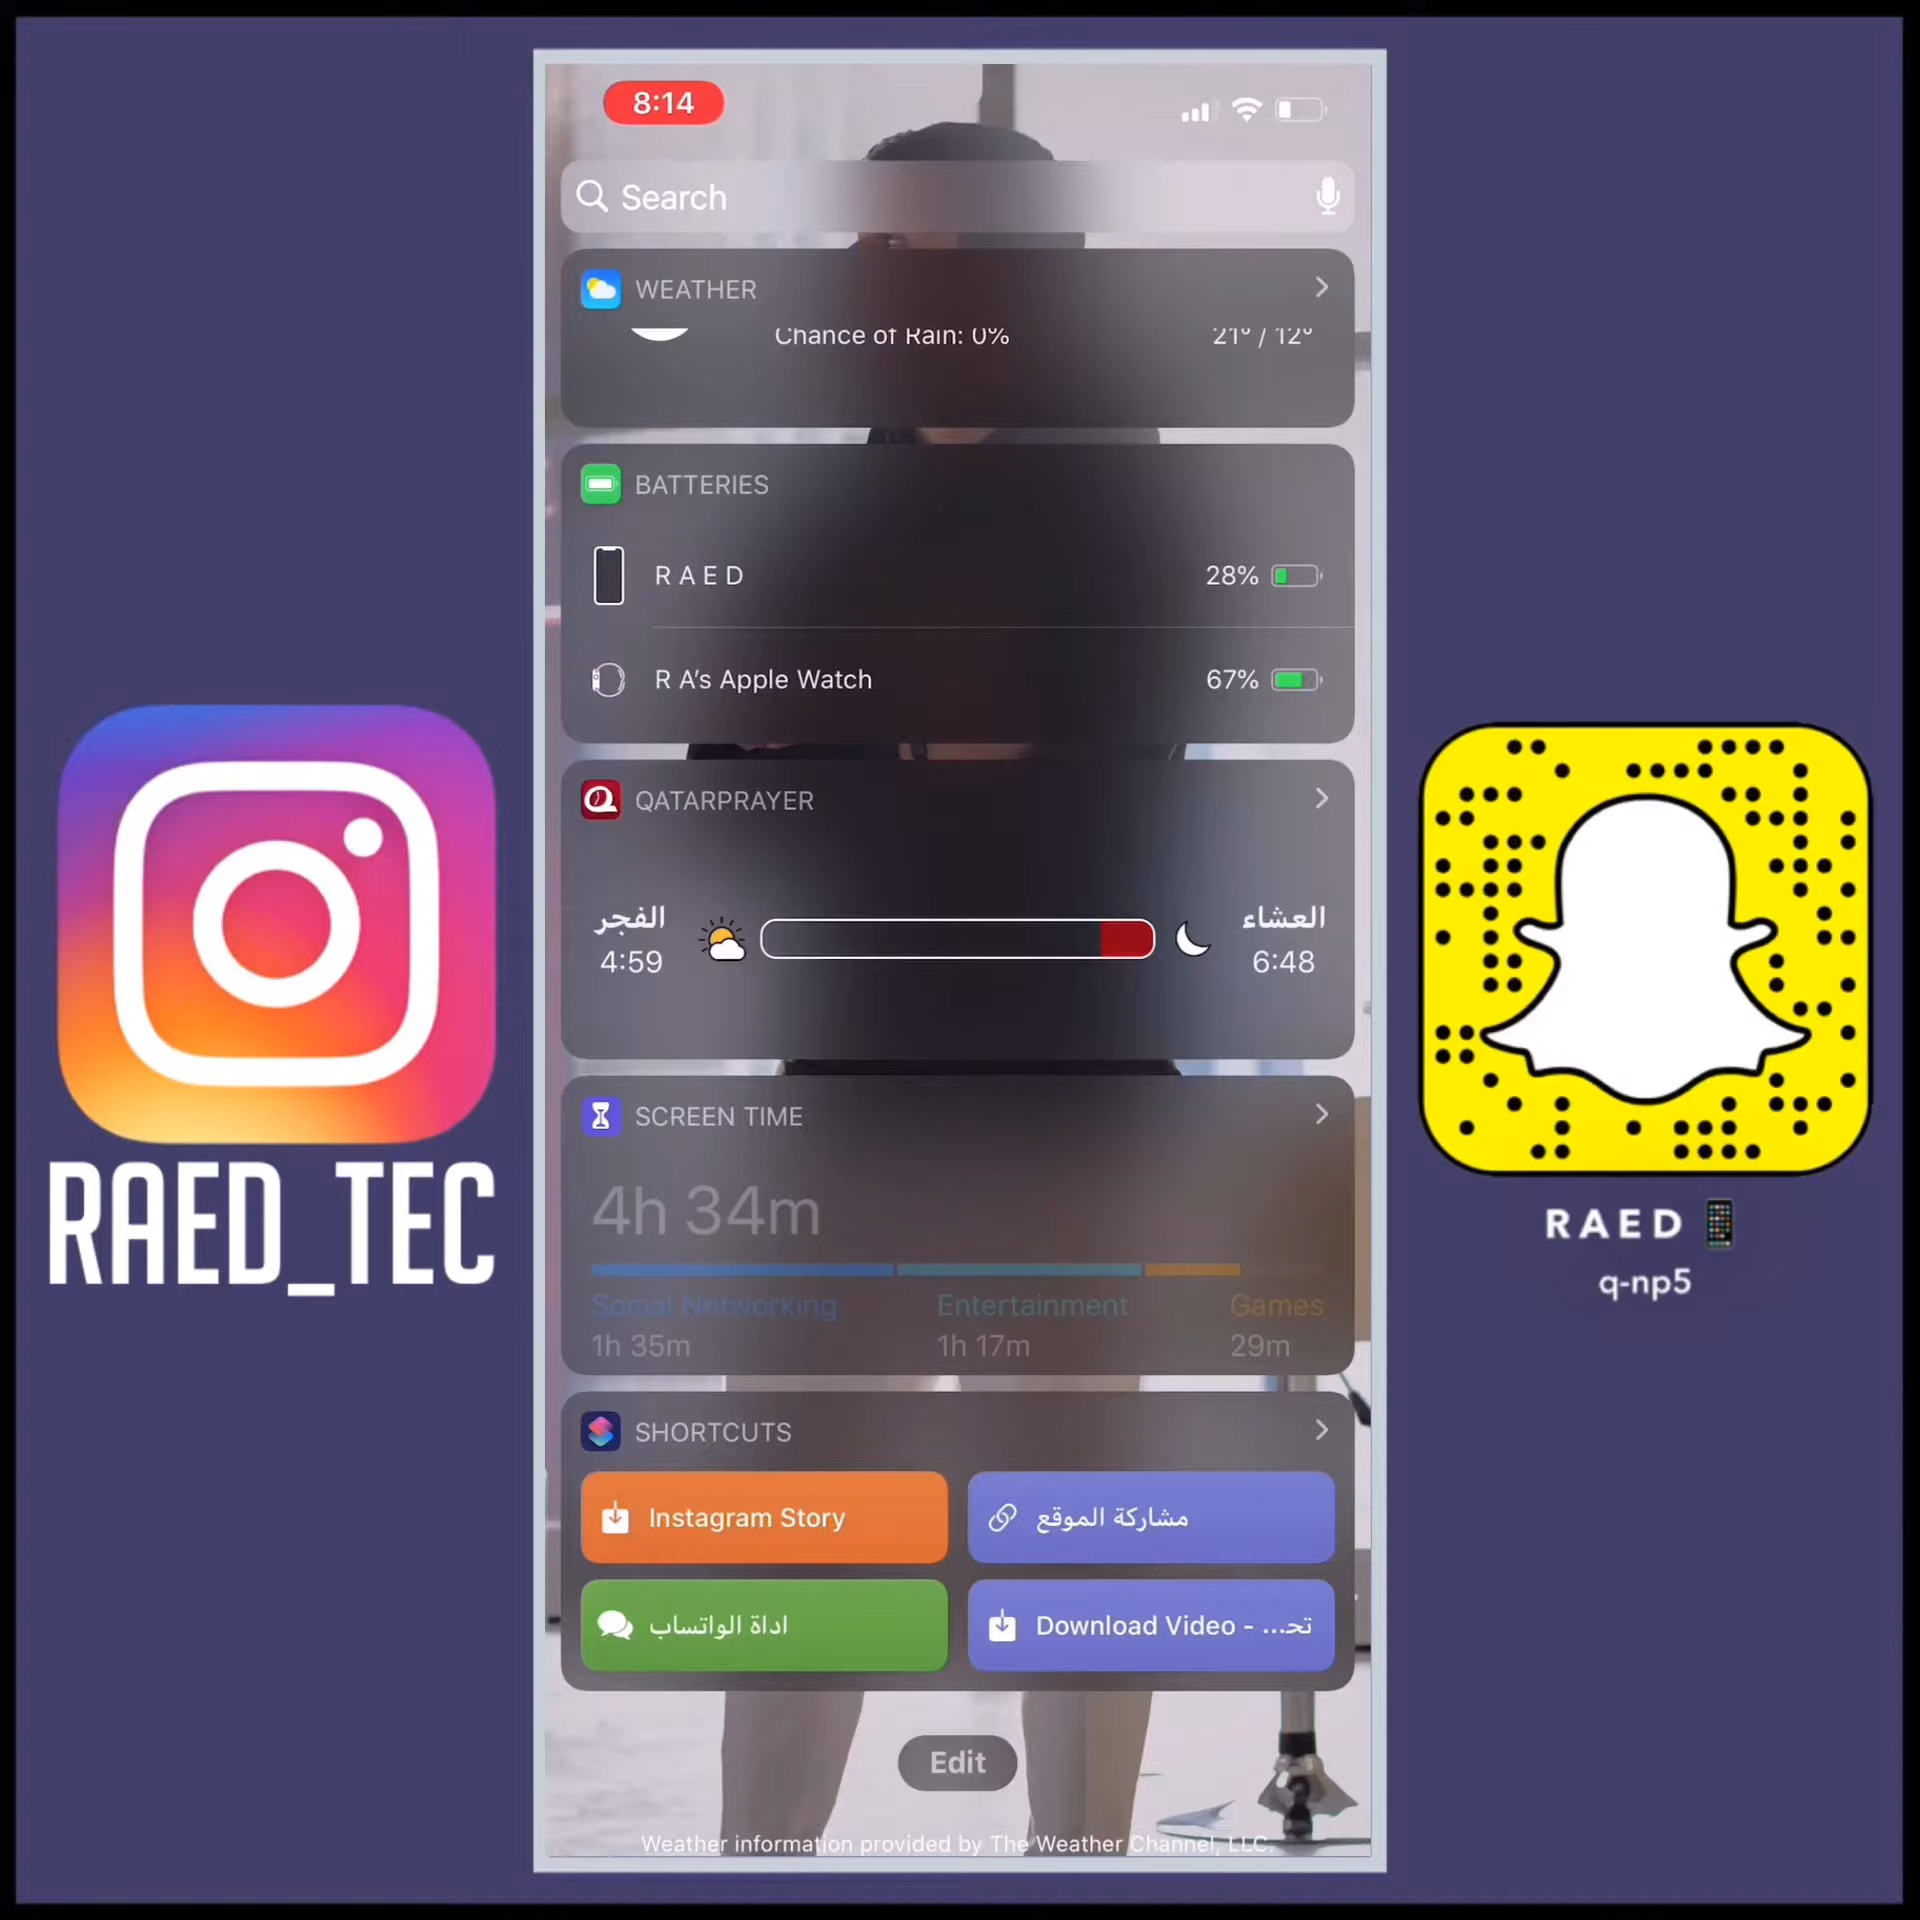 8:14
Search
WEATHER
Chance of Rain: 0%
21° / 12°
BATTERIES
R A E D
28%
R A’s Apple Watch
67%
QATARPRAYER
الفجر
4:59
العشاء
6:48
SCREEN TIME
4h 34m
Social Networking
1h 35m
Entertainment
1h 17m
Games
29m
SHORTCUTS
Instagram Story
مشاركة الموقع
اداة الواتساب
Download Video - ...تحـ
Edit
Weather information provided by The Weather Channel, LLC.
RAED_TEC
R A E D
q-np5